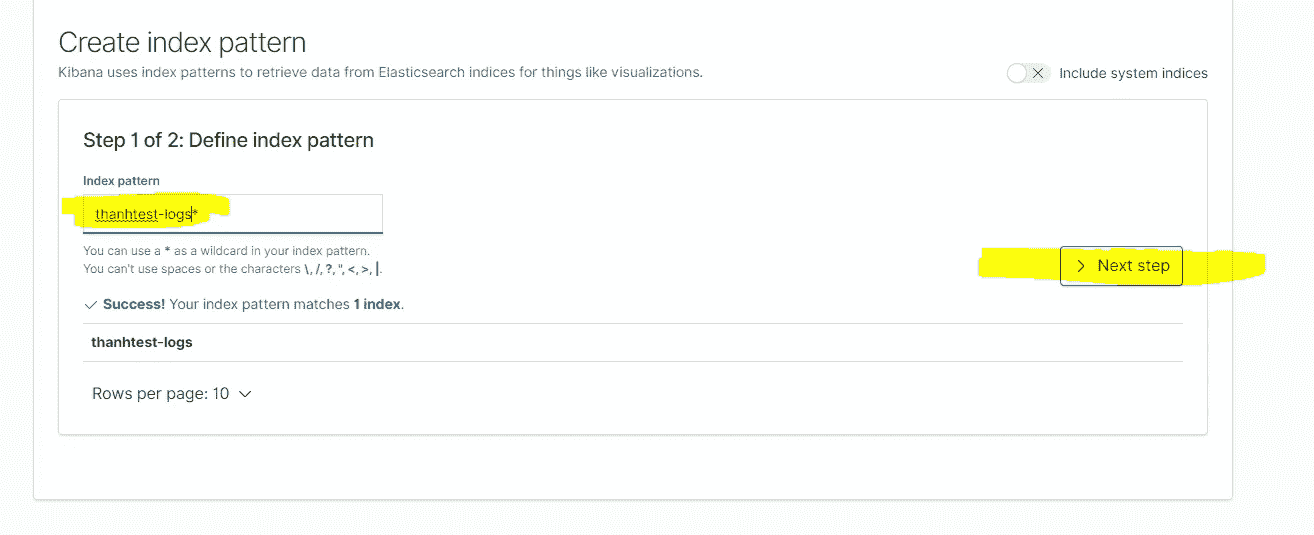 Create index pattern
Kibana uses index patterns to retrieve data from Elasticsearch indices for things like visualizations.
Include system indices
Step 1 of 2: Define index pattern
Index pattern
thanhtest-logs*
You can use a * as a wildcard in your index pattern.
You can't use spaces or the characters \, /, ?, ", <, >, |.
Next step
Success! Your index pattern matches 1 index.
thanhtest-logs
Rows per page: 10